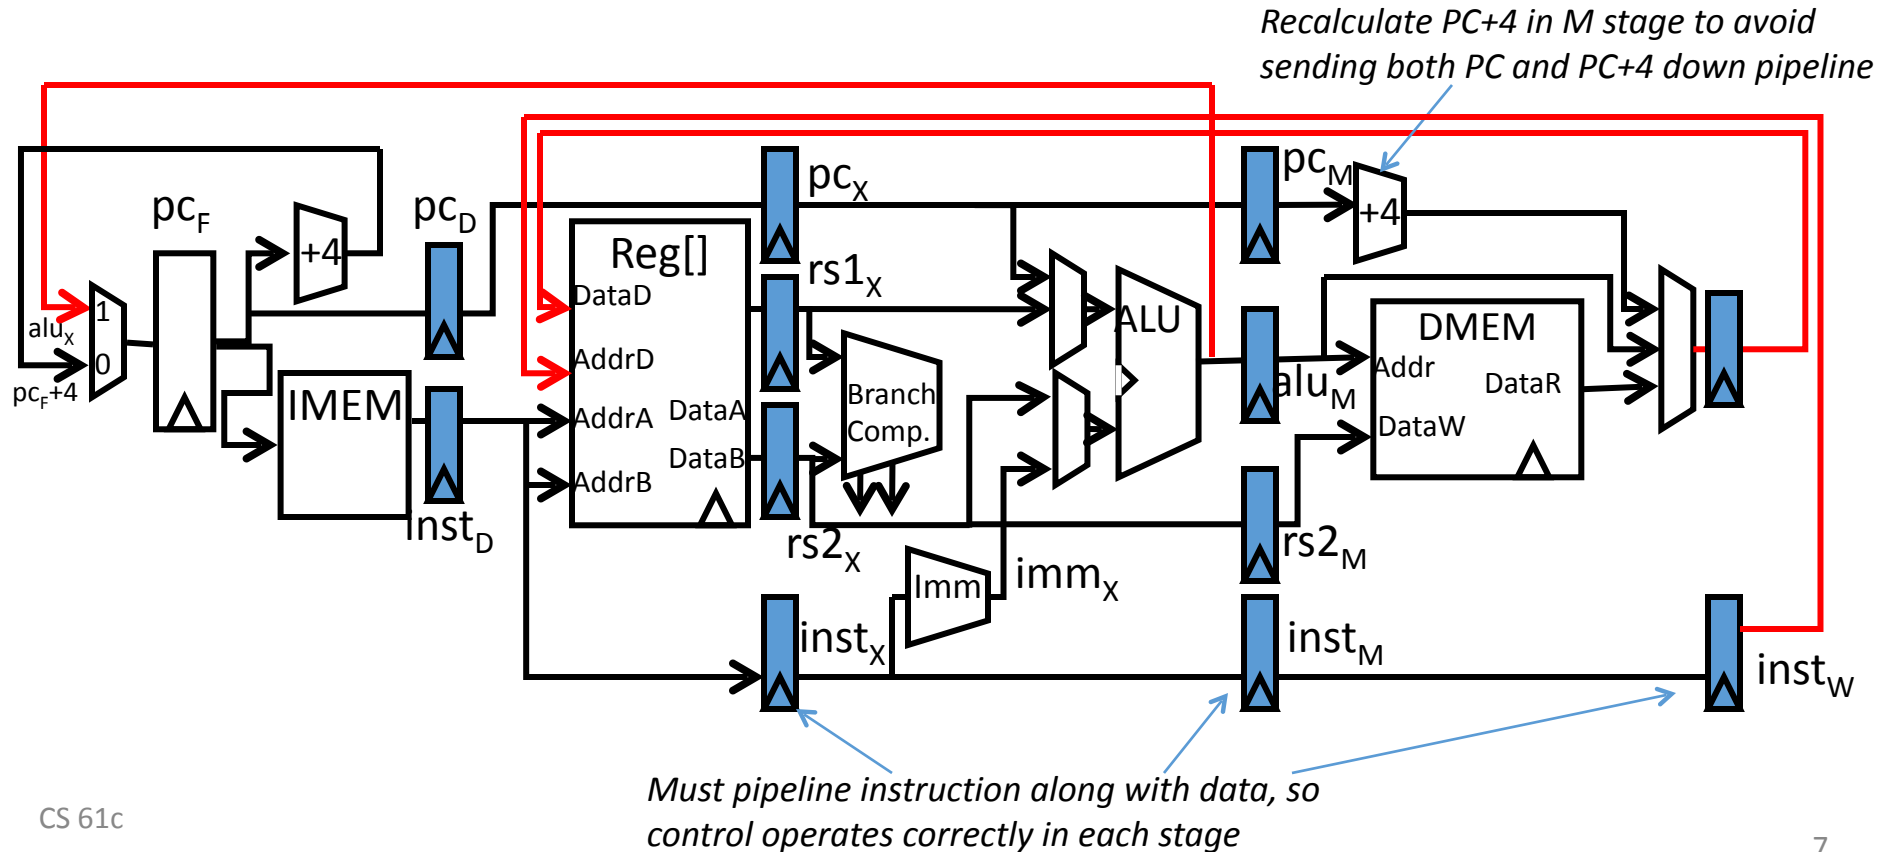 Recalculate PC+4 in M stage to avoid
sending both PC and PC+4 down pipeline
pcF
+4
pcD
pcX
pcM
+4
Reg[]
DataD
AddrD
AddrA
AddrB
DataA
DataB
rs1X
rs2X
1
0
aluX
pcF+4
IMEM
instD
Branch
Comp.
ALU
aluM
DMEM
Addr
DataR
DataW
rs2M
Imm
immX
instX
instM
instW
Must pipeline instruction along with data, so
control operates correctly in each stage
CS 61c
7